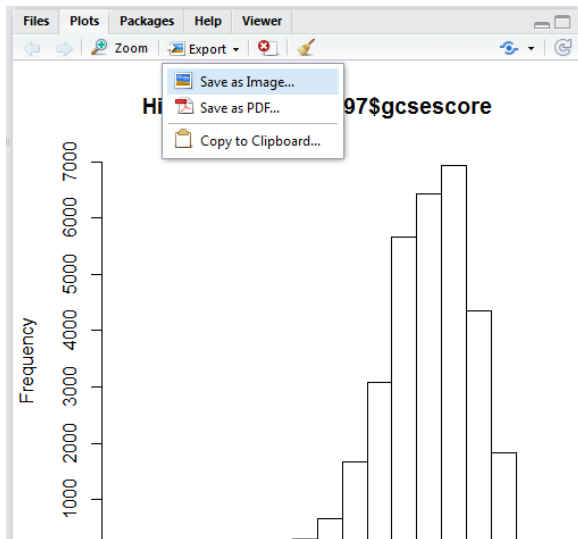 Files Plots Packages Help Viewer
Zoom Export
Save as Image...
Save as PDF...
Copy to Clipboard...
Hi 97$gcsescore
7000
6000
5000
4000
3000
2000
1000
Frequency